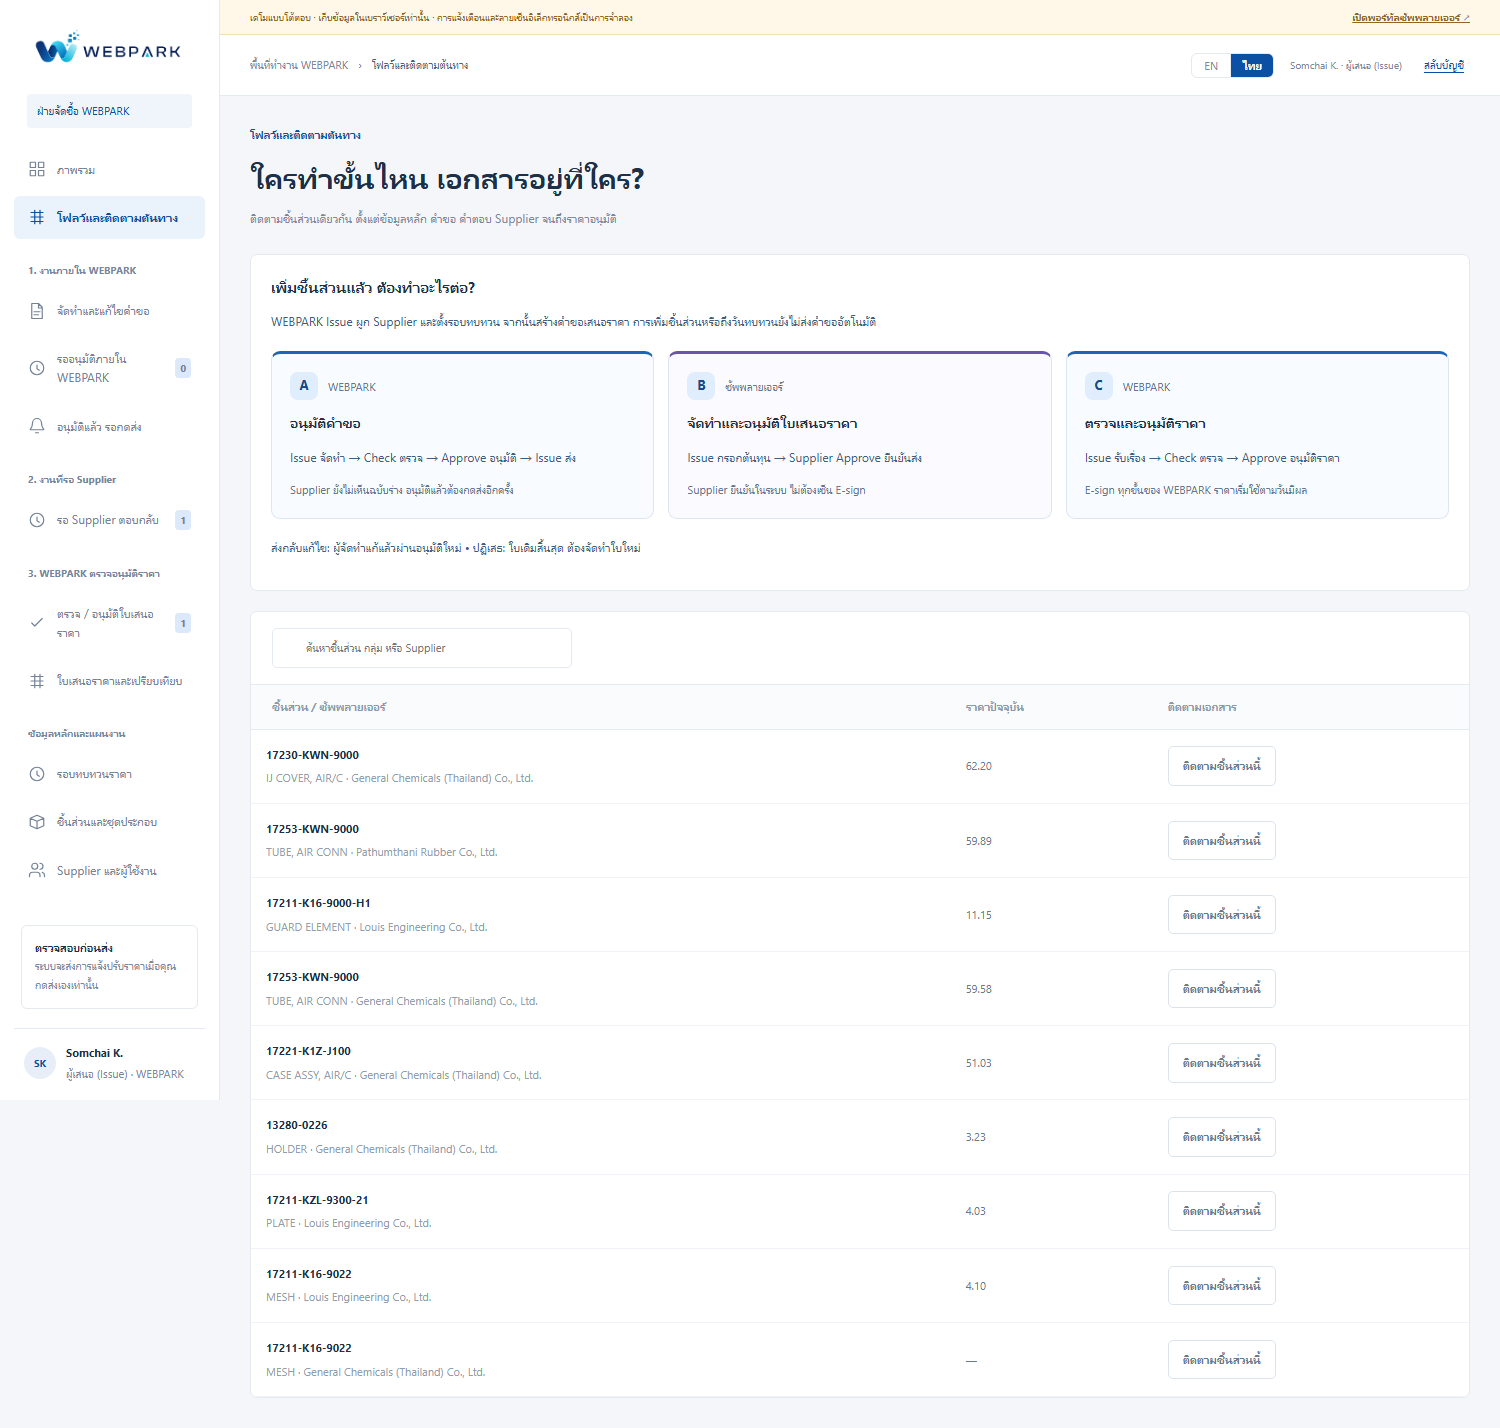 เดโมแบบโต้ตอบ · เก็บข้อมูลในเบราว์เซอร์เท่านั้น · การแจ้งเตือนและลายเซ็นอิเล็กทรอนิกส์เป็นการจำลอง
เปิดพอร์ทัลซัพพลายเออร์ ↗
WEBPARK
พื้นที่ทำงาน WEBPARK › โฟลว์และติดตามต้นทาง
EN ไทย Somchai K. · ผู้เสนอ (Issue) สลับบัญชี
ฝ่ายจัดซื้อ WEBPARK
ภาพรวม
โฟลว์และติดตามต้นทาง
1. งานภายใน WEBPARK
จัดทำและแก้ไขคำขอ
รออนุมัติภายใน
WEBPARK
0
อนุมัติแล้ว รอกดส่ง
2. งานที่รอ Supplier
รอ Supplier ตอบกลับ 1
3. WEBPARK ตรวจอนุมัติราคา
ตรวจ / อนุมัติใบเสนอ
ราคา
1
ใบเสนอราคาและเปรียบเทียบ
ข้อมูลหลักและแผนงาน
รอบทบทวนราคา
ชิ้นส่วนและชุดประกอบ
Supplier และผู้ใช้งาน
ตรวจสอบก่อนส่ง
ระบบจะส่งการแจ้งปรับราคาเมื่อคุณ
กดส่งเองเท่านั้น
SK
Somchai K.
ผู้เสนอ (Issue) · WEBPARK
โฟลว์และติดตามต้นทาง
ใครทำขั้นไหน เอกสารอยู่ที่ใคร?
ติดตามชิ้นส่วนเดียวกัน ตั้งแต่ข้อมูลหลัก คำขอ คำตอบ Supplier จนถึงราคาอนุมัติ
เพิ่มชิ้นส่วนแล้ว ต้องทำอะไรต่อ?
WEBPARK Issue ผูก Supplier และตั้งรอบทบทวน จากนั้นสร้างคำขอเสนอราคา การเพิ่มชิ้นส่วนหรือถึงวันทบทวนยังไม่ส่งคำขออัตโนมัติ
A WEBPARK
อนุมัติคำขอ
Issue จัดทำ → Check ตรวจ → Approve อนุมัติ → Issue ส่ง
Supplier ยังไม่เห็นฉบับร่าง อนุมัติแล้วต้องกดส่งอีกครั้ง
B ซัพพลายเออร์
จัดทำและอนุมัติใบเสนอราคา
Issue กรอกต้นทุน → Supplier Approve ยืนยันส่ง
Supplier ยืนยันในระบบ ไม่ต้องเซ็น E-sign
C WEBPARK
ตรวจและอนุมัติราคา
Issue รับเรื่อง → Check ตรวจ → Approve อนุมัติราคา
E-sign ทุกขั้นของ WEBPARK ราคาเริ่มใช้ตามวันมีผล
ส่งกลับแก้ไข: ผู้จัดทำแก้แล้วผ่านอนุมัติใหม่ • ปฏิเสธ: ใบเดิมสิ้นสุด ต้องจัดทำใบใหม่
ค้นหาชิ้นส่วน กลุ่ม หรือ Supplier
ชิ้นส่วน / ซัพพลายเออร์ ราคาปัจจุบัน ติดตามเอกสาร
17230-KWN-9000
IJ COVER, AIR/C · General Chemicals (Thailand) Co., Ltd.
62.20 ติดตามชิ้นส่วนนี้
17253-KWN-9000
TUBE, AIR CONN · Pathumthani Rubber Co., Ltd.
59.89 ติดตามชิ้นส่วนนี้
17211-K16-9000-H1
GUARD ELEMENT · Louis Engineering Co., Ltd.
11.15 ติดตามชิ้นส่วนนี้
17253-KWN-9000
TUBE, AIR CONN · General Chemicals (Thailand) Co., Ltd.
59.58 ติดตามชิ้นส่วนนี้
17221-K1Z-J100
CASE ASSY, AIR/C · General Chemicals (Thailand) Co., Ltd.
51.03 ติดตามชิ้นส่วนนี้
13280-0226
HOLDER · General Chemicals (Thailand) Co., Ltd.
3.23 ติดตามชิ้นส่วนนี้
17211-KZL-9300-21
PLATE · Louis Engineering Co., Ltd.
4.03 ติดตามชิ้นส่วนนี้
17211-K16-9022
MESH · Louis Engineering Co., Ltd.
4.10 ติดตามชิ้นส่วนนี้
17211-K16-9022
MESH · General Chemicals (Thailand) Co., Ltd.
— ติดตามชิ้นส่วนนี้